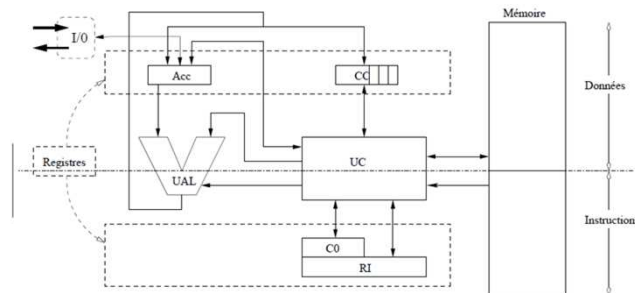 Mémoire
I/0
Acc
CC
Données
Registres
UAL
UC
Instruction
C0
RI